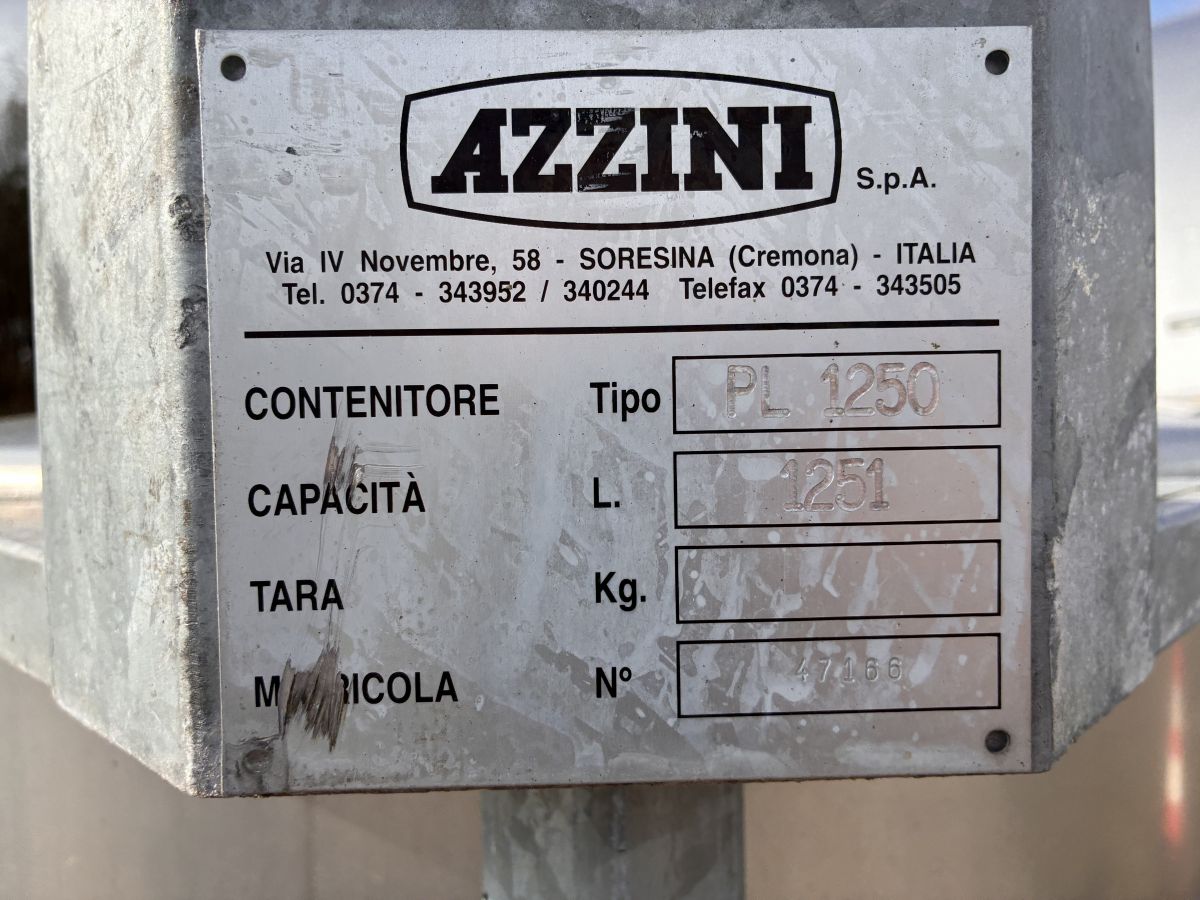 AZZINI S.p.A.
Via IV Novembre, 58 - SORESINA (Cremona) - ITALIA
Tel. 0374 - 343952 / 340244 Telefax 0374 - 343505
CONTENITORE Tipo PL 1250
CAPACITÀ L. 1251
TARA Kg.
MATRICOLA Nº 47166